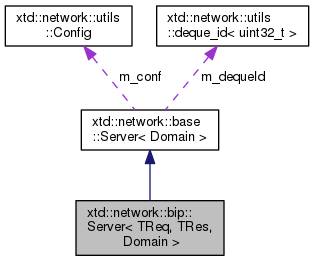 xtd::network::utils
::Config
xtd::network::utils
::deque_id< uint32_t >
m_conf
m_dequeId
xtd::network::base
::Server< Domain >
xtd::network::bip::
Server< TReq, TRes,
Domain >